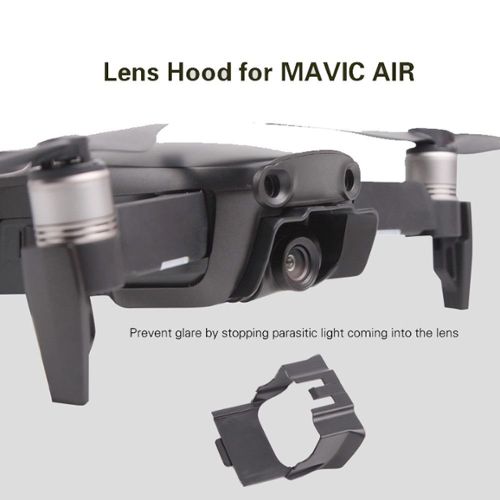 Lens Hood for MAVIC AIR
Prevent glare by stopping parasitic light coming into the lens